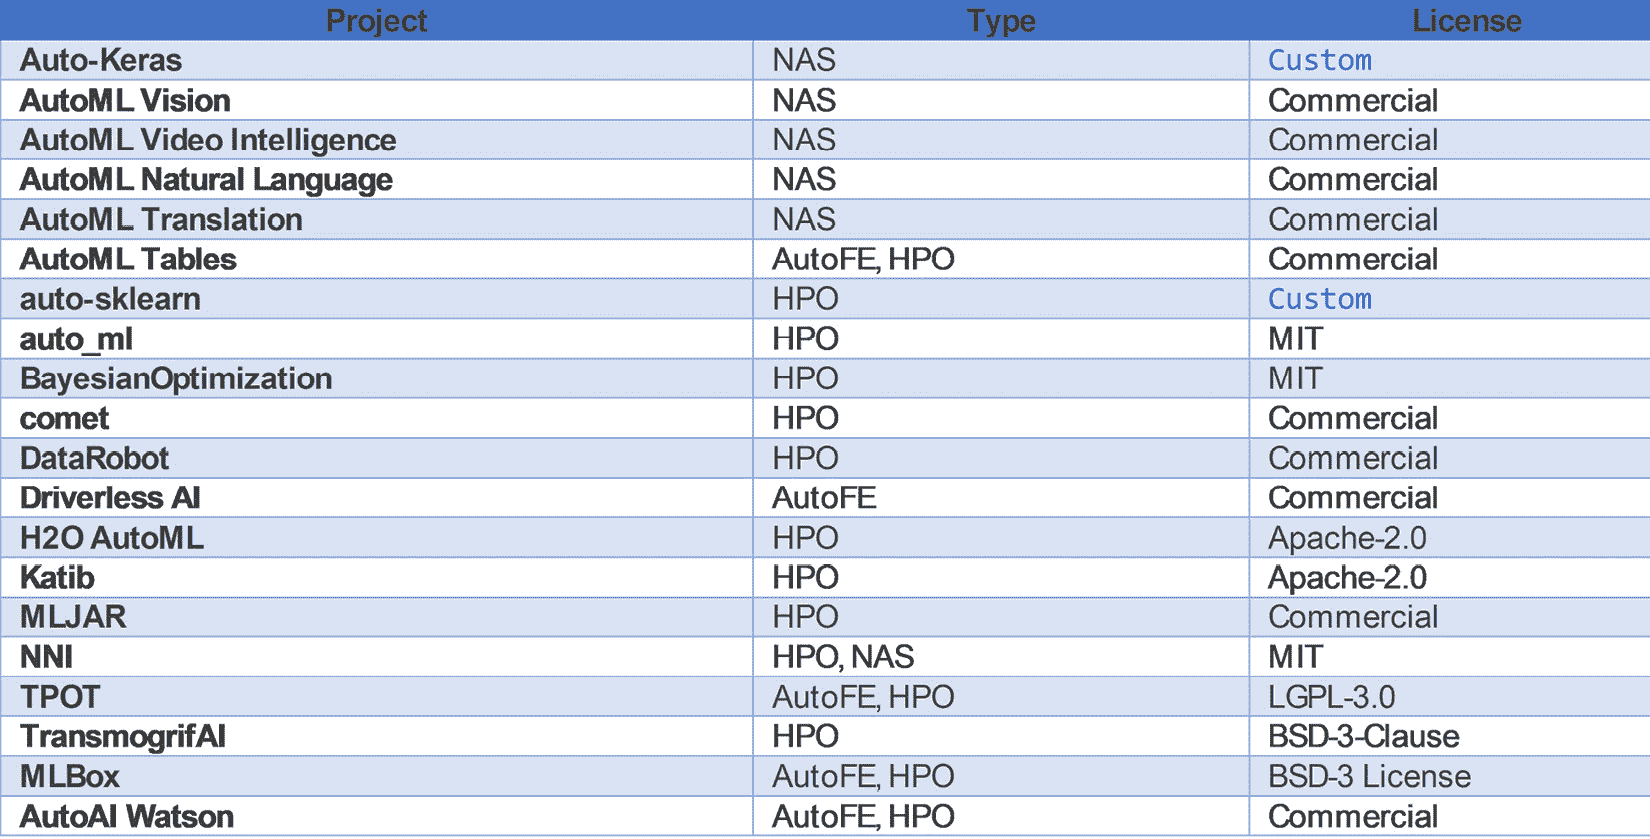 Project Type License
Auto-Keras NAS Custom
AutoML Vision NAS Commercial
AutoML Video Intelligence NAS Commercial
AutoML Natural Language NAS Commercial
AutoML Translation NAS Commercial
AutoML Tables AutoFE, HPO Commercial
auto-sklearn HPO Custom
auto_ml HPO MIT
BayesianOptimization HPO MIT
comet HPO Commercial
DataRobot HPO Commercial
Driverless AI AutoFE Commercial
H2O AutoML HPO Apache-2.0
Katib HPO Apache-2.0
MLJAR HPO Commercial
NNI HPO, NAS MIT
TPOT AutoFE, HPO LGPL-3.0
TransmogrifAI HPO BSD-3-Clause
MLBox AutoFE, HPO BSD-3 License
AutoAI Watson AutoFE, HPO Commercial